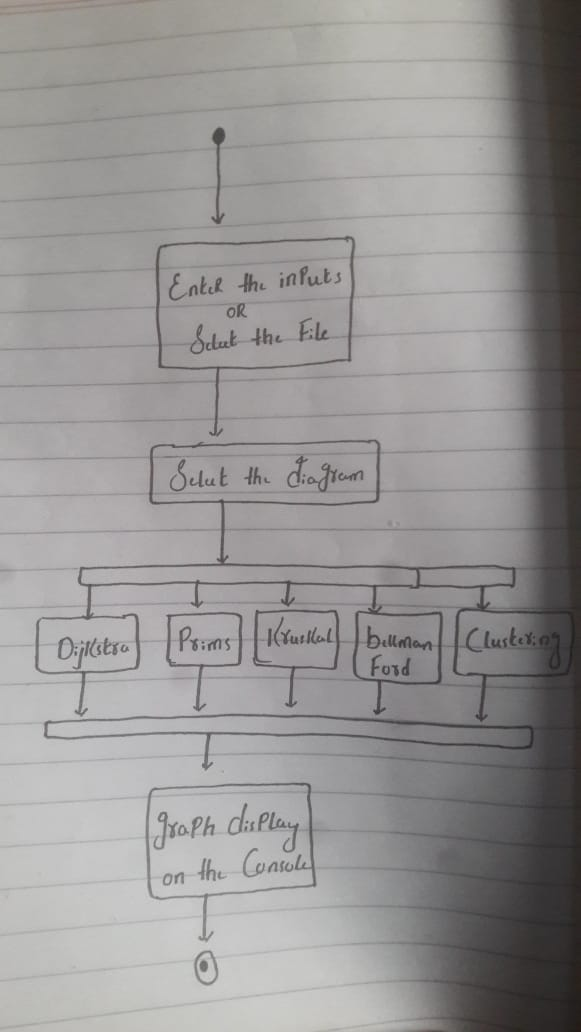 Enter the inputs
OR
Select the File
Select the diagram
Dijkstra
Prims
Kruskal
bellman
Ford
Clustering
graph display
on the Console